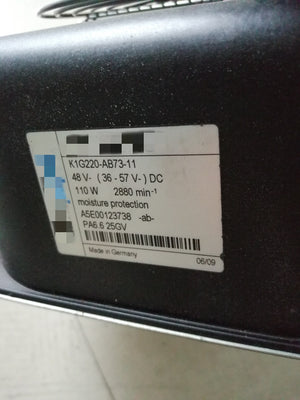 K1G220-AB73-11
48 V- ( 36 - 57 V- ) DC
110 W 2880 min⁻¹
moisture protection
A5E00123738 -ab-
PA6.6 25GV
Made in Germany
06/09